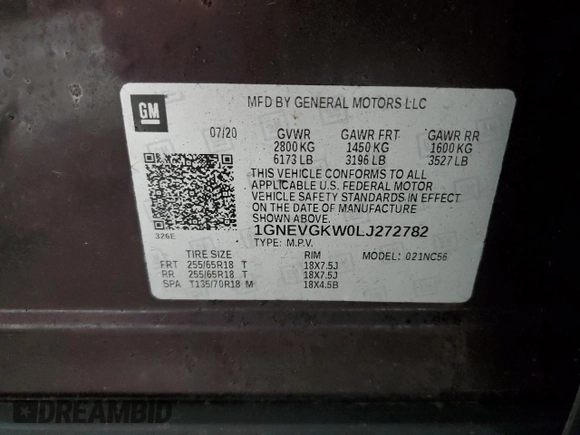 GM
MFD BY GENERAL MOTORS LLC
07/20 GVWR GAWR FRT GAWR RR
2800 KG 1450 KG 1600 KG
6173 LB 3196 LB 3527 LB
THIS VEHICLE CONFORMS TO ALL
APPLICABLE U.S. FEDERAL MOTOR
VEHICLE SAFETY STANDARDS IN EFFECT
ON THE DATE OF MANUFACTURE
SHOWN ABOVE.
1GNEVGKW0LJ272782
326E TYPE: M.P.V.
TIRE SIZE RIM MODEL: 021NC56
FRT 255/65R18 T 18X7.5J
RR 255/65R18 T 18X7.5J
SPA T135/70R18 M 18X4.5B
DREAMBID